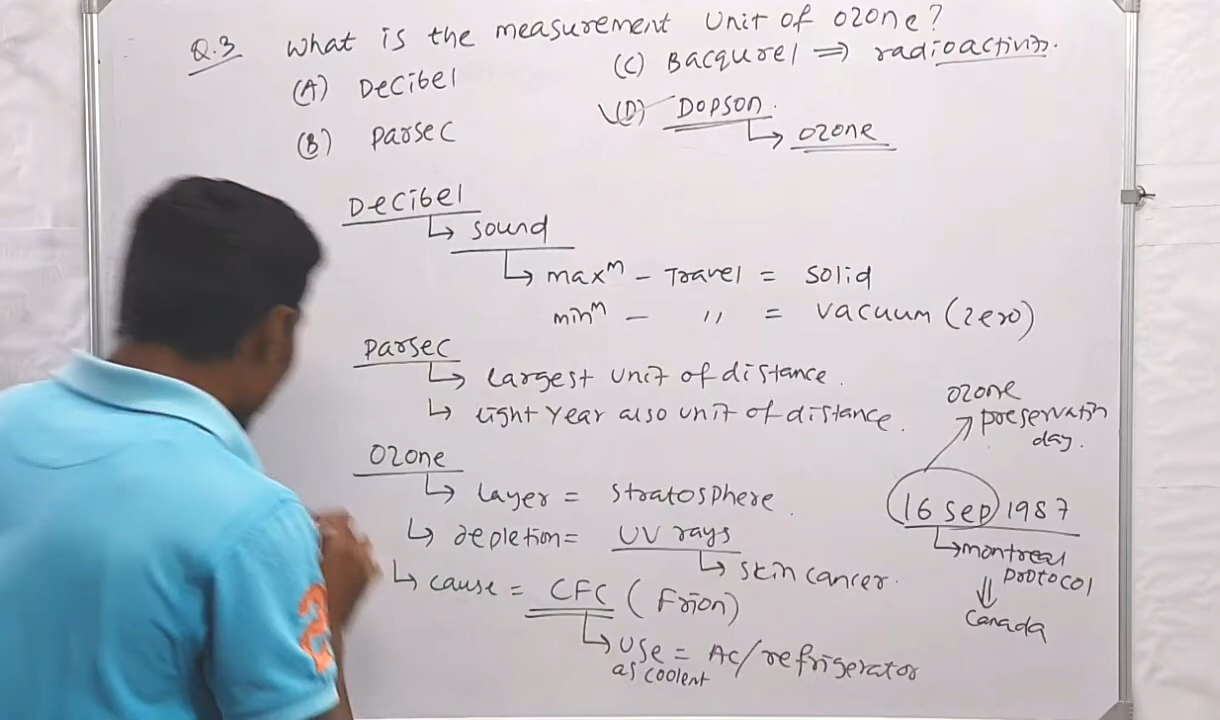 Q.3 What is the measurement Unit of Ozone?
(A) Decibel
(B) Parsec
(C) Bacqurel ⇒ radioactivity.
(D) Dopson.
↳ ozone
Decibel
↳ sound
↳ maxᵐ - Travel = solid
minᵐ - 〃 = vacuum (zero)
Parsec
↳ Largest Unit of distance.
↳ Light Year also unit of distance.
Ozone
↳ Layer = Stratosphere.
↳ depletion = UV rays
↳ skin cancer.
↳ cause = CFC (Frion)
↳ Use = AC/refrigerator
as coolent
ozone
preservatin
day.
16 Sep 1987
↳ montreal
protocol
⇓
Canada
2